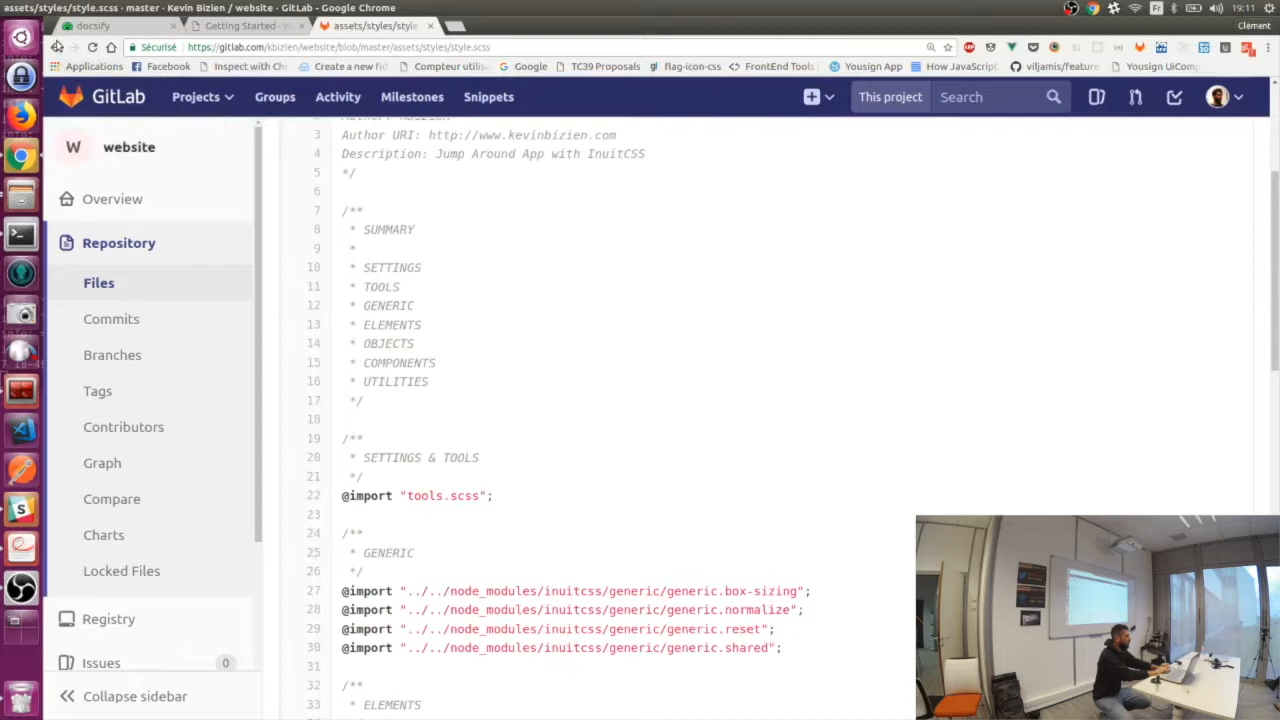 assets/styles/style.scss · master · Kevin Bizien / website · GitLab - Google Chrome
Fr
19:11
docsify
Getting Started
assets/styles/style
Clément
Sécurisé
https://gitlab.com/kbizien/website/blob/master/assets/styles/style.scss
Applications
Facebook
Inspect with Ch
Create a new fid
Compteur utilis
Google
TC39 Proposals
flag-icon-css
FrontEnd Tools
Yousign App
How JavaScript
viljamis/feature
Yousign UiComp
GitLab
Projects
Groups
Activity
Milestones
Snippets
This project
Search
W
website
Overview
Repository
Files
Commits
Branches
Tags
Contributors
Graph
Compare
Charts
Locked Files
Registry
Issues
0
Collapse sidebar
3 Author URI: http://www.kevinbizien.com
4 Description: Jump Around App with InuitCSS
5 */
6
7 /**
8 * SUMMARY
9 *
10 * SETTINGS
11 * TOOLS
12 * GENERIC
13 * ELEMENTS
14 * OBJECTS
15 * COMPONENTS
16 * UTILITIES
17 */
18
19 /**
20 * SETTINGS & TOOLS
21 */
22 @import "tools.scss";
23
24 /**
25 * GENERIC
26 */
27 @import "../../node_modules/inuitcss/generic/generic.box-sizing";
28 @import "../../node_modules/inuitcss/generic/generic.normalize";
29 @import "../../node_modules/inuitcss/generic/generic.reset";
30 @import "../../node_modules/inuitcss/generic/generic.shared";
31
32 /**
33 * ELEMENTS